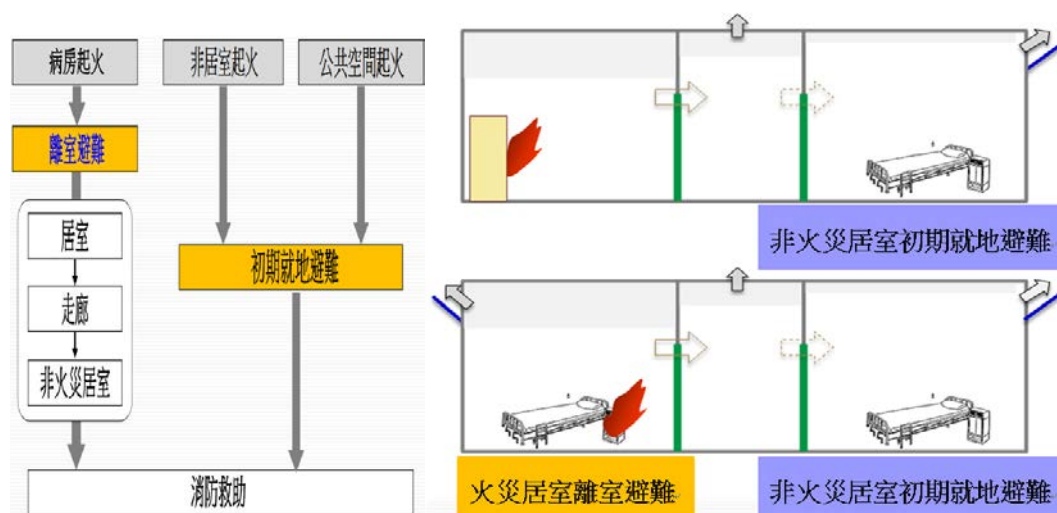 病房起火
非居室起火
公共空間起火
離室避難
居室
走廊
非火災居室
初期就地避難
消防救助
非火災居室初期就地避難
火災居室離室避難
非火災居室初期就地避難